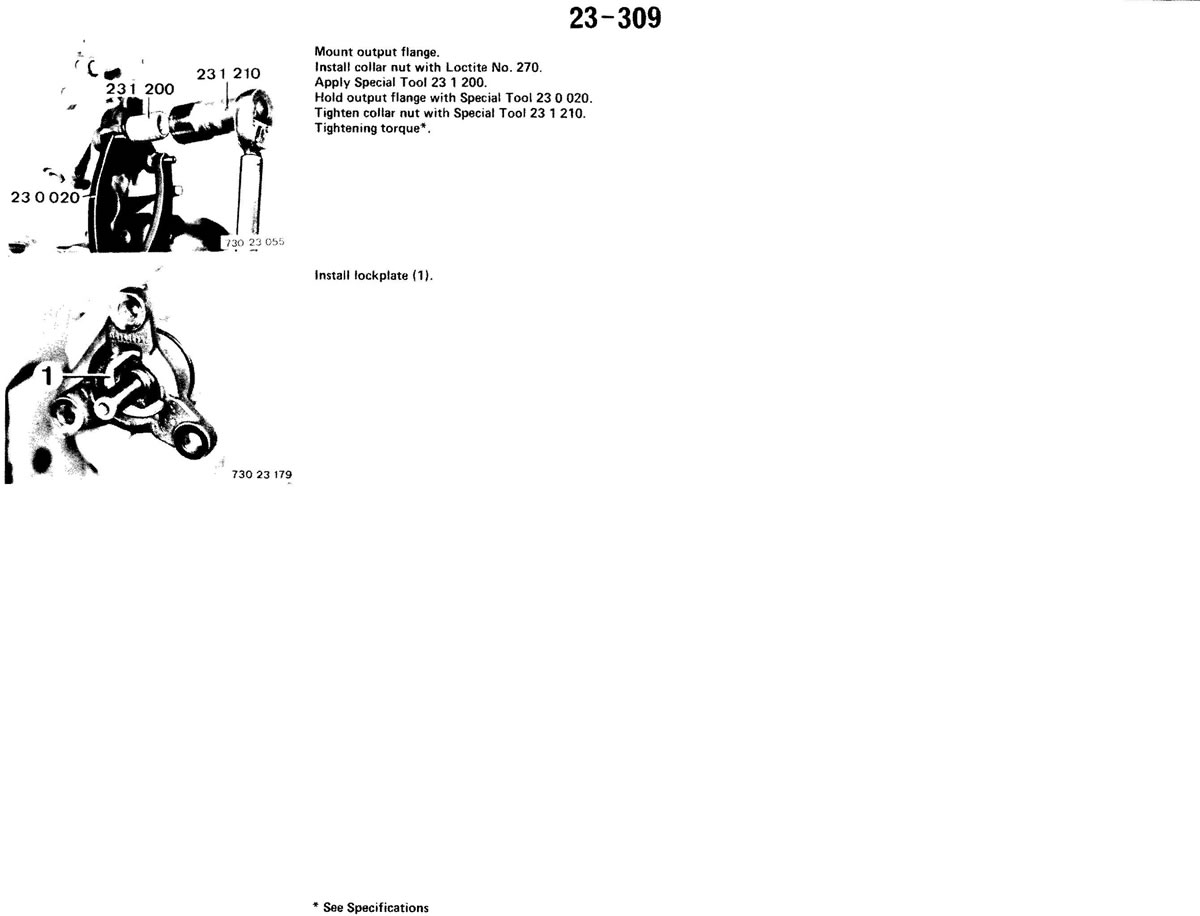 23-309
231 200
231 210
23 0 020
730 23 055
Mount output flange.
Install collar nut with Loctite No. 270.
Apply Special Tool 23 1 200.
Hold output flange with Special Tool 23 0 020.
Tighten collar nut with Special Tool 23 1 210.
Tightening torque*.
1
730 23 179
Install lockplate (1).
* See Specifications